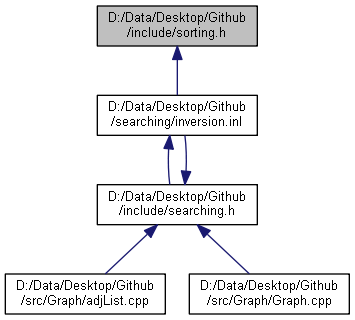 D:/Data/Desktop/Github
/include/sorting.h
D:/Data/Desktop/Github
/searching/inversion.inl
D:/Data/Desktop/Github
/include/searching.h
D:/Data/Desktop/Github
/src/Graph/adjList.cpp
D:/Data/Desktop/Github
/src/Graph/Graph.cpp